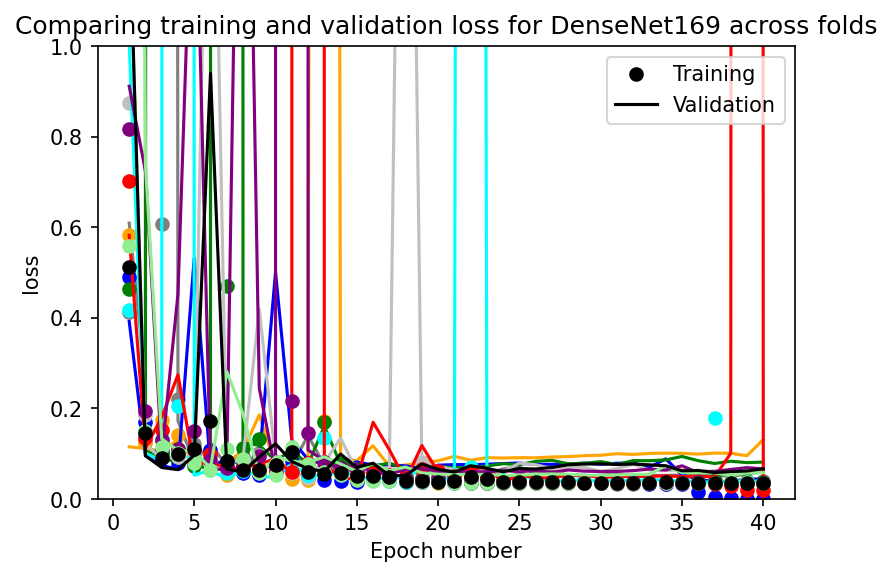 Comparing training and validation loss for DenseNet169 across folds
1.0
0.8
0.6
0.4
0.2
0.0
loss
Training
Validation
0 5 10 15 20 25 30 35 40
Epoch number